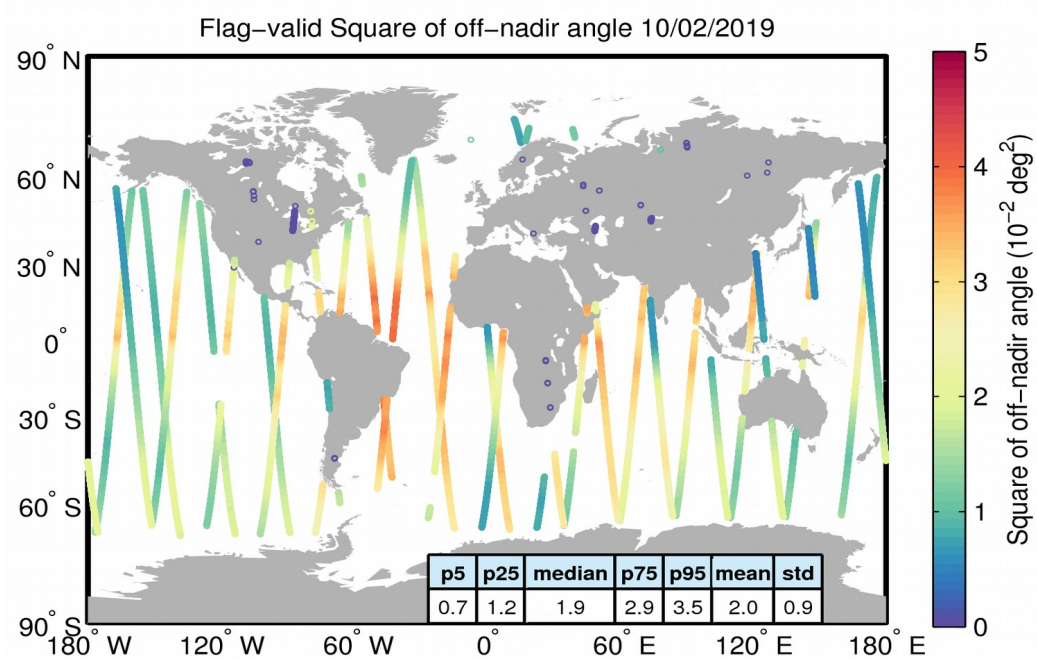 Flag−valid Square of off−nadir angle 10/02/2019
90° N
60° N
30° N
0°
30° S
60° S
90° S
180° W
120° W
60° W
0°
60° E
120° E
180° E
p5 p25 median p75 p95 mean std
0.7 1.2 1.9 2.9 3.5 2.0 0.9
5
4
3
2
1
0
Square of off−nadir angle (10⁻² deg²)